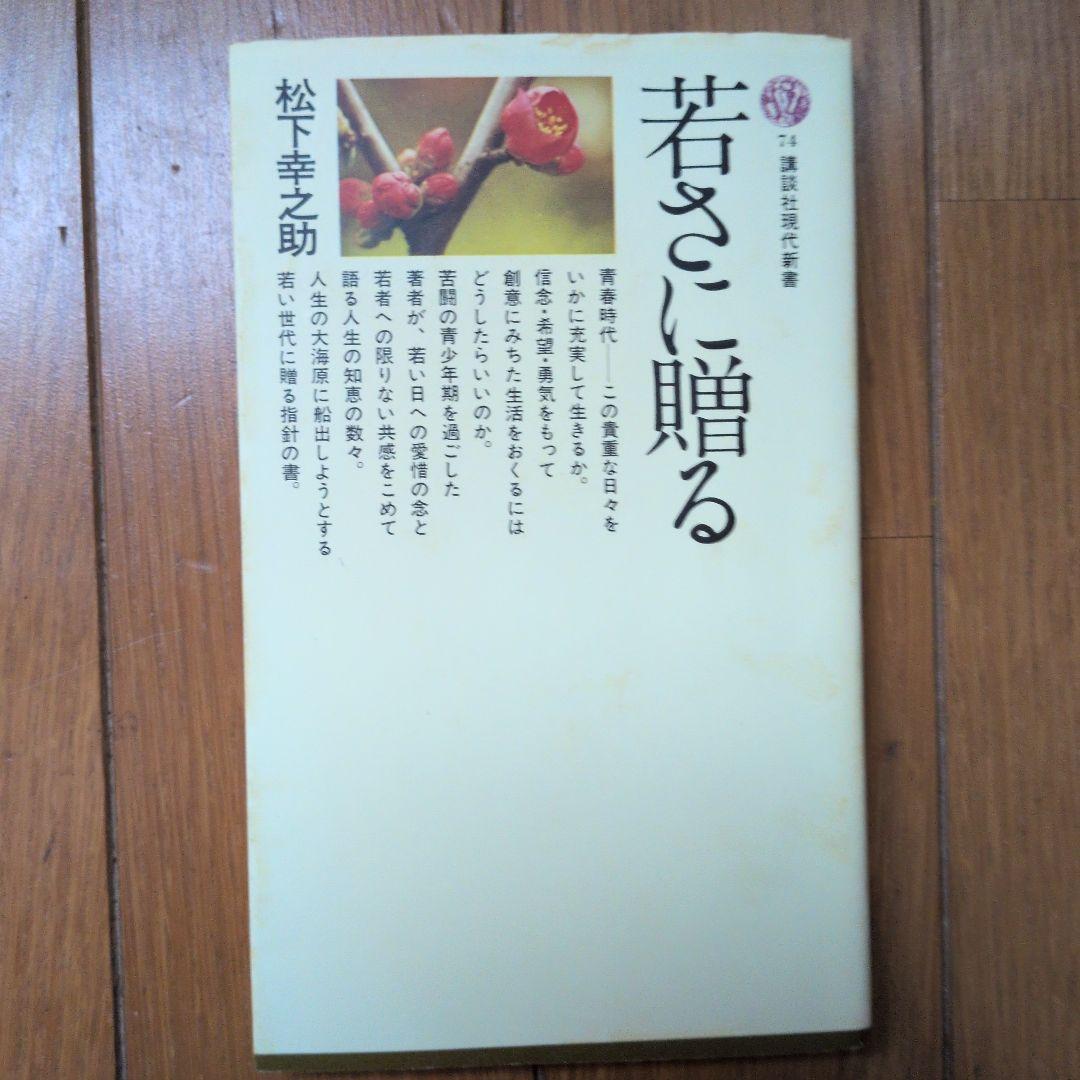 74 講談社現代新書
若さに贈る
青春時代――この貴重な日々を
いかに充実して生きるか。
信念・希望・勇気をもって
創意にみちた生活をおくるには
どうしたらいいのか。
苦闘の青少年期を過ごした
著者が、若い日への愛惜の念と
若者への限りない共感をこめて
語る人生の知恵の数々。
人生の大海原に船出しようとする
若い世代に贈る指針の書。
松下幸之助